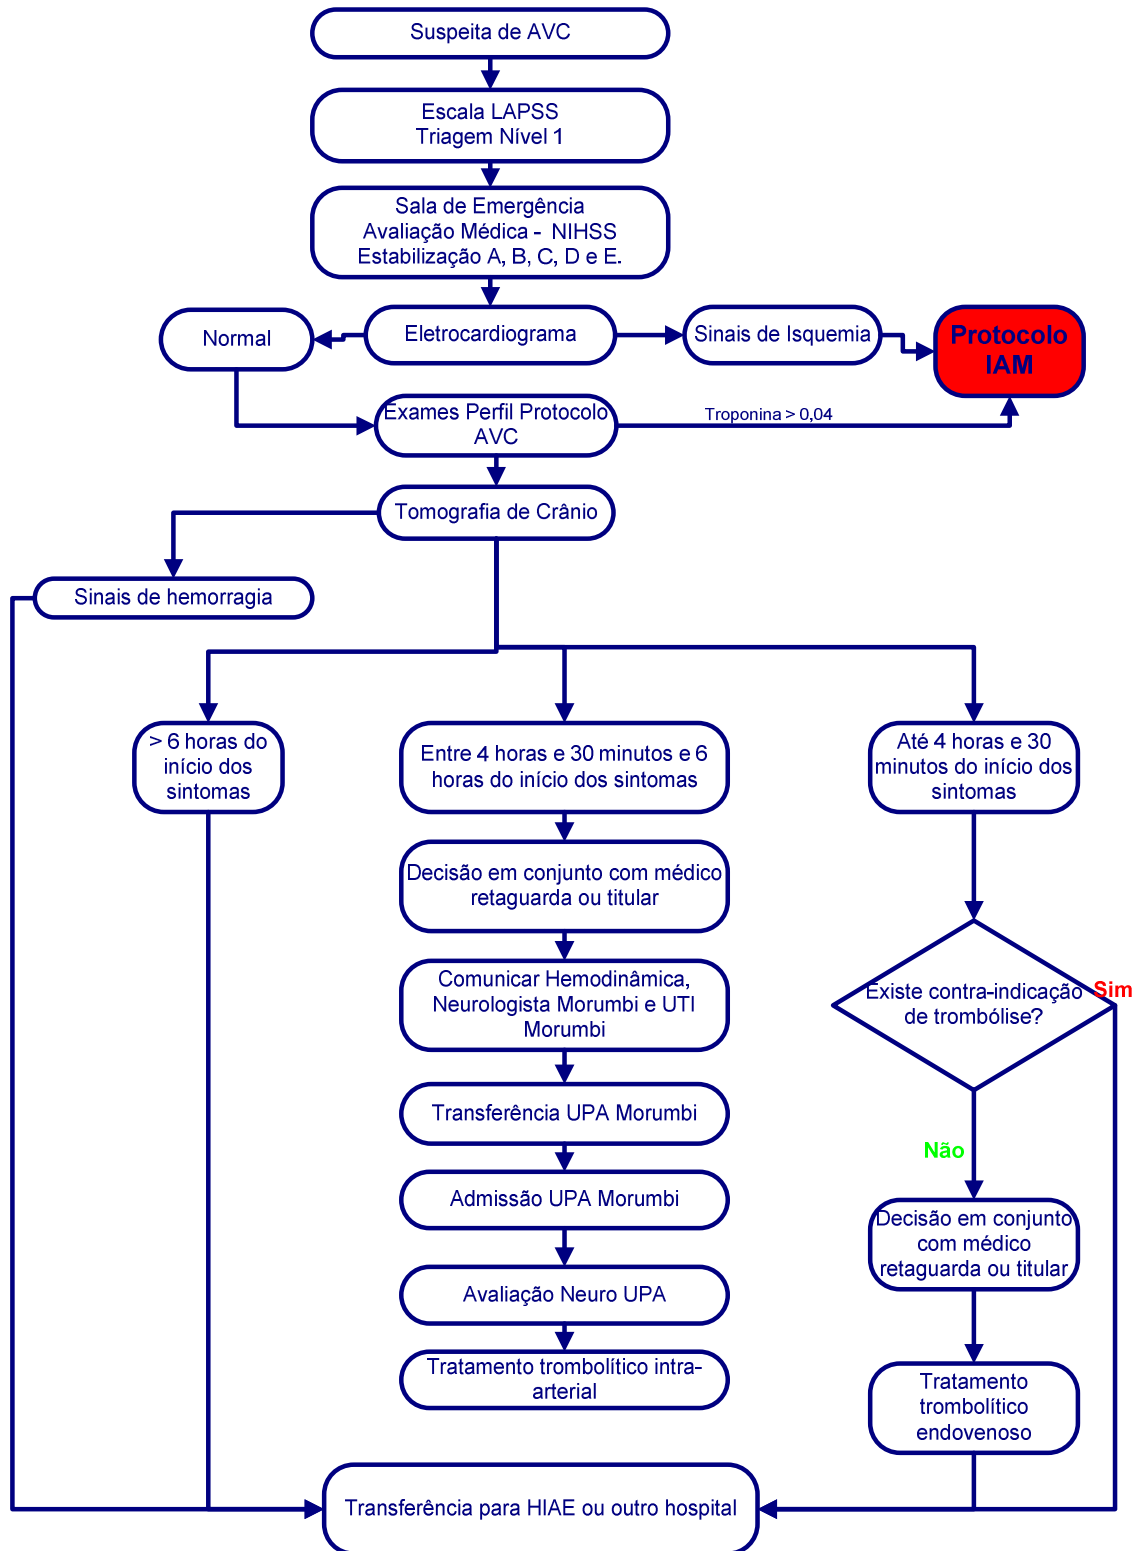 Suspeita de AVC
Escala LAPSS
Triagem Nível 1
Sala de Emergência
Avaliação Médica - NIHSS
Estabilização A, B, C, D e E.
Normal
Eletrocardiograma
Sinais de Isquemia
Protocolo
IAM
Exames Perfil Protocolo
AVC
Troponina > 0,04
Tomografia de Crânio
Sinais de hemorragia
> 6 horas do
início dos
sintomas
Entre 4 horas e 30 minutos e 6
horas do início dos sintomas
Até 4 horas e 30
minutos do início dos
sintomas
Decisão em conjunto com médico
retaguarda ou titular
Comunicar Hemodinâmica,
Neurologista Morumbi e UTI
Morumbi
Existe contra-indicação
de trombólise?
Sim
Transferência UPA Morumbi
Não
Admissão UPA Morumbi
Decisão em conjunto
com médico
retaguarda ou titular
Avaliação Neuro UPA
Tratamento trombolítico intra-
arterial
Tratamento
trombolítico
endovenoso
Transferência para HIAE ou outro hospital